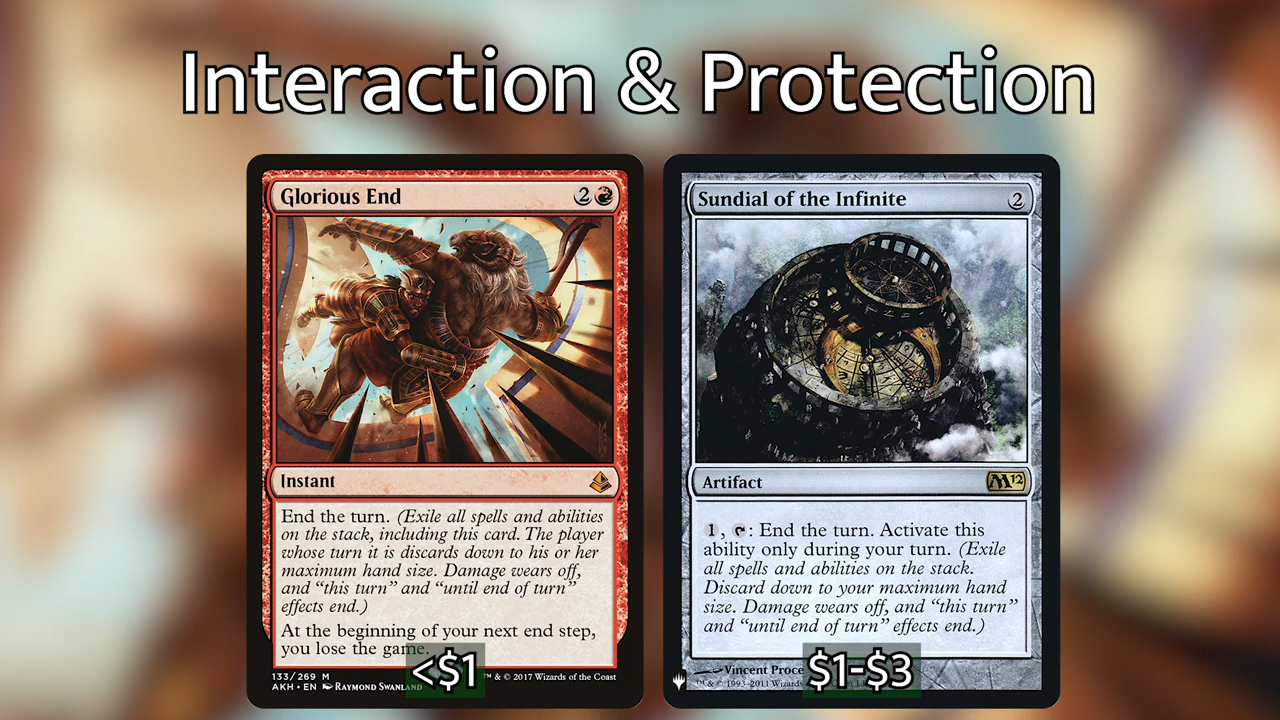 Interaction & Protection
Glorious End
2
Instant
End the turn. (Exile all spells and abilities
on the stack, including this card. The player
whose turn it is discards down to his or her
maximum hand size. Damage wears off,
and “this turn” and “until end of turn”
effects end.)
At the beginning of your next end step,
you lose the game.
133/269 M
AKH • EN Raymond Swanland
™ & © 2017 Wizards of the Coast
<$1
Sundial of the Infinite
2
Artifact
M12
1, : End the turn. Activate this
ability only during your turn. (Exile
all spells and abilities on the stack.
Discard down to your maximum hand
size. Damage wears off, and “this turn”
and “until end of turn” effects end.)
Vincent Proce
™ & © 1993–2011 Wizards
$1-$3